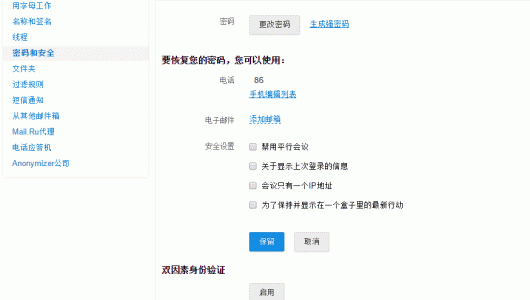 用字母工作
名称和签名
线程
密码和安全
文件夹
过滤规则
短信通知
从其他邮件箱
Mail.Ru代理
电话应答机
Anonymizer公司
密码
更改密码
生成强密码
要恢复您的密码，您可以使用：
电话
86
手机编辑列表
电子邮件
添加邮箱
安全设置
禁用平行会议
关于显示上次登录的信息
会议只有一个IP地址
为了保持并显示在一个盒子里的最新行动
保留
取消
双因素身份验证
启用